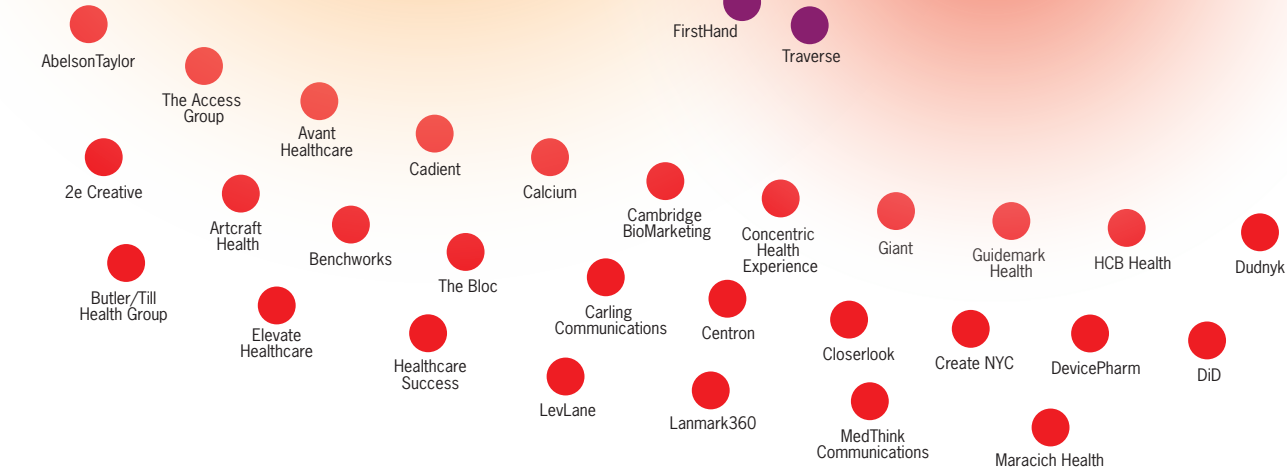 FirstHand
Traverse
AbelsonTaylor
The Access
Group
Avant
Healthcare
Cadient
Calcium
2e Creative
Artcraft
Health
Benchworks
The Bloc
Cambridge
BioMarketing
Concentric
Health
Experience
Giant
Guidemark
Health
HCB Health
Dudnyk
Butler/Till
Health Group
Elevate
Healthcare
Healthcare
Success
Carling
Communications
Centron
Closerlook
Create NYC
DevicePharm
DiD
LevLane
Lanmark360
MedThink
Communications
Maracich Health